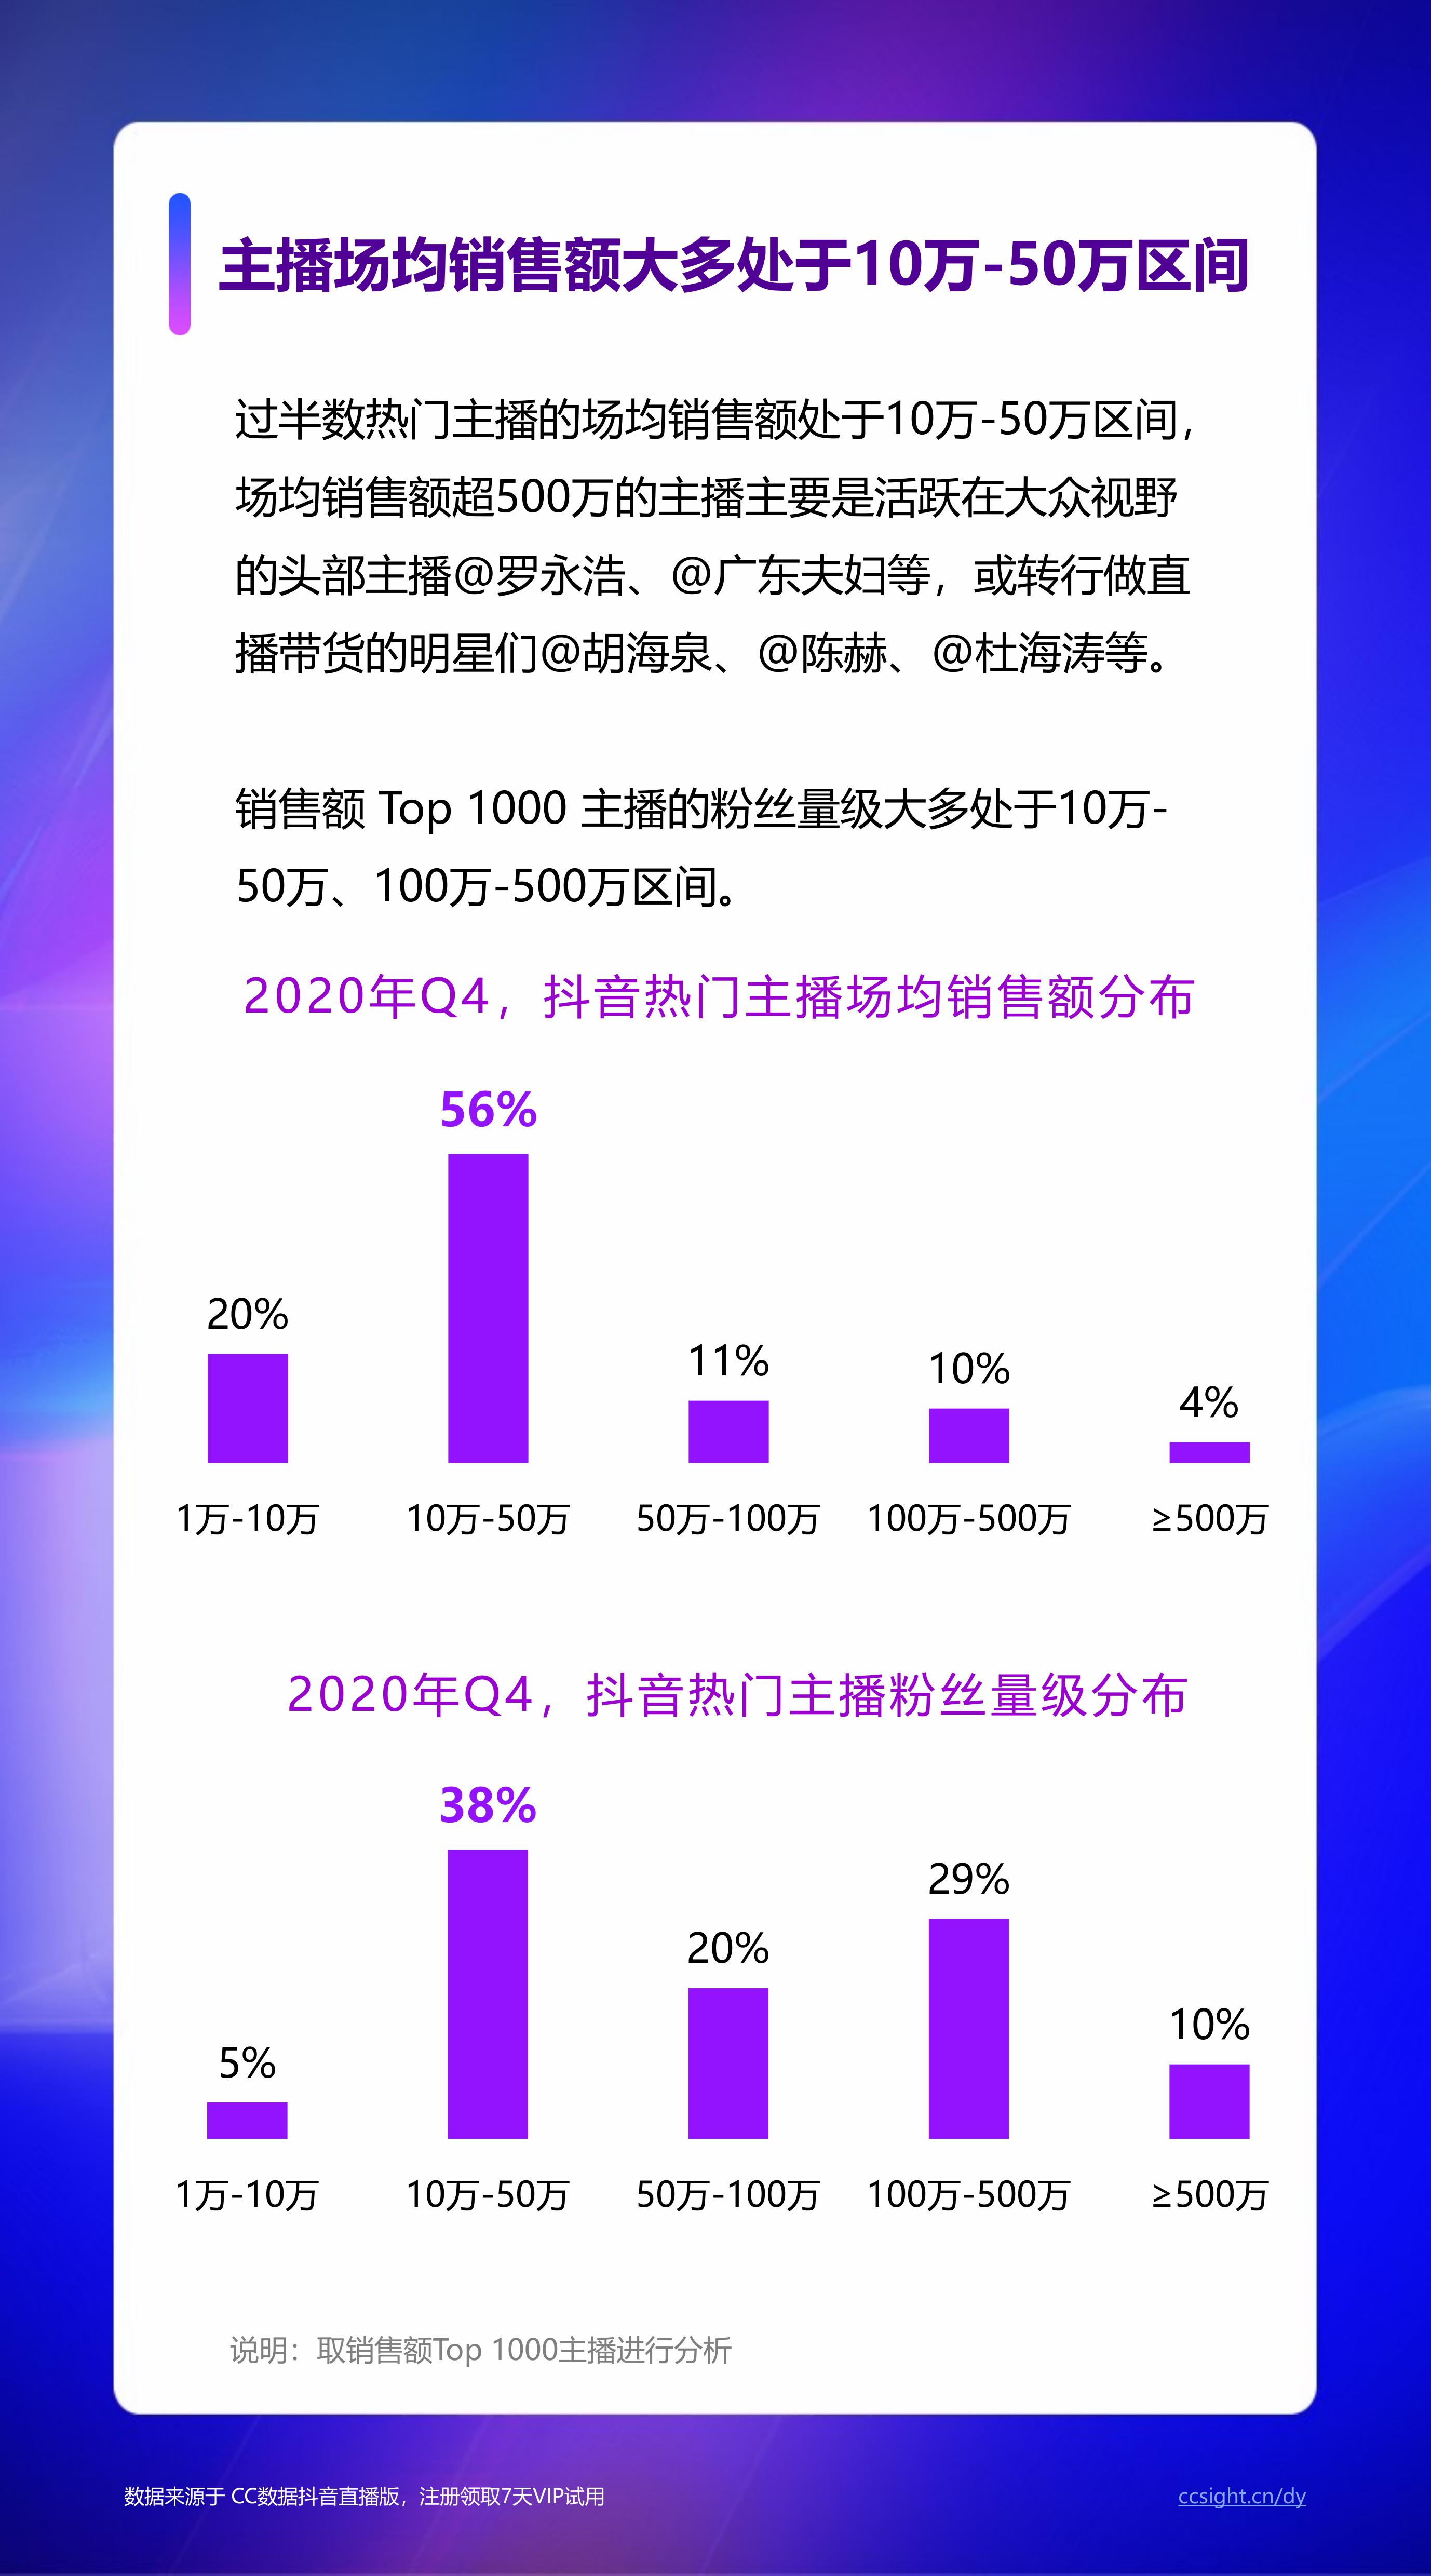 主播场均销售额大多处于10万-50万区间
过半数热门主播的场均销售额处于10万-50万区间，
场均销售额超500万的主播主要是活跃在大众视野
的头部主播@罗永浩、@广东夫妇等，或转行做直
播带货的明星们@胡海泉、@陈赫、@杜海涛等。
销售额 Top 1000 主播的粉丝量级大多处于10万-
50万、100万-500万区间。
2020年Q4，抖音热门主播场均销售额分布
56%
20%
11%
10%
4%
1万-10万 10万-50万 50万-100万 100万-500万 ≥500万
2020年Q4，抖音热门主播粉丝量级分布
38%
29%
20%
10%
5%
1万-10万 10万-50万 50万-100万 100万-500万 ≥500万
说明：取销售额Top 1000主播进行分析
数据来源于 CC数据抖音直播版，注册领取7天VIP试用 ccsight.cn/dy